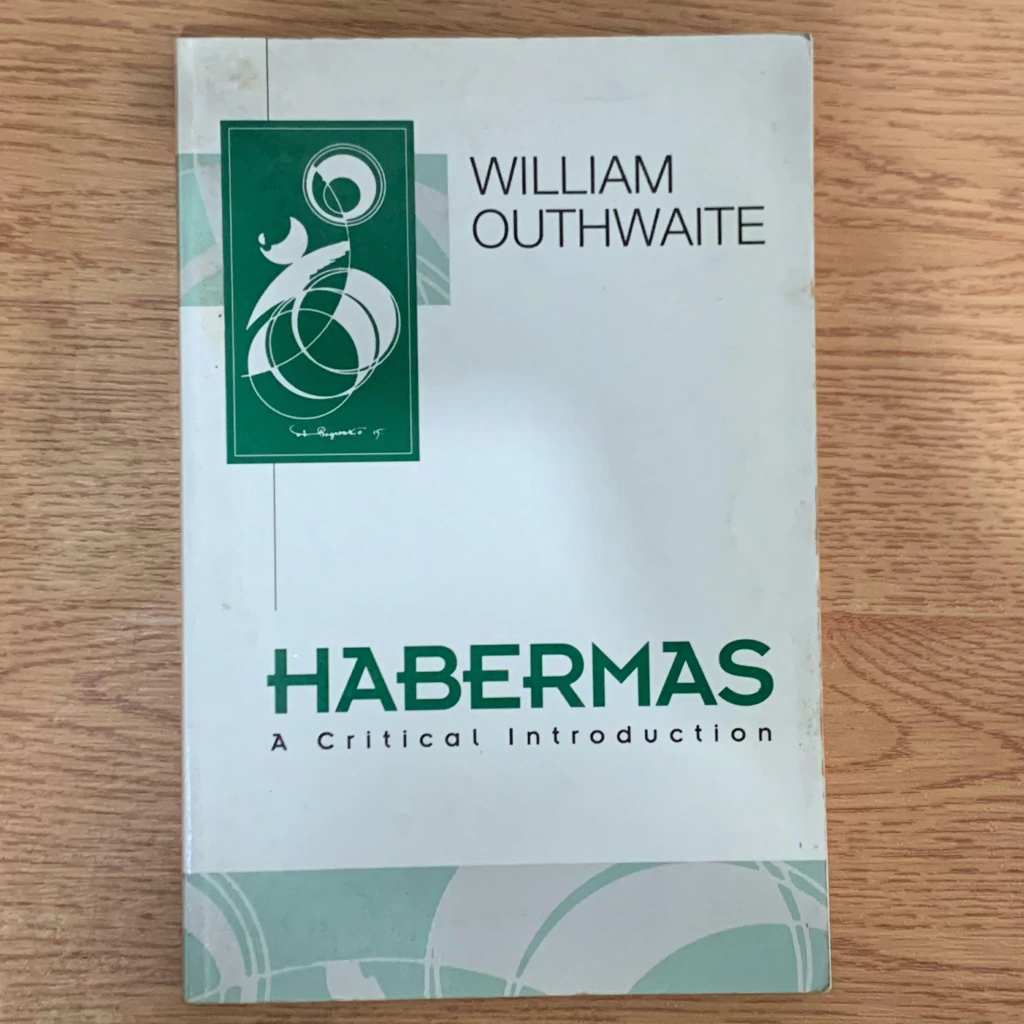 WILLIAM
OUTHWAITE
HABERMAS
A Critical Introduction